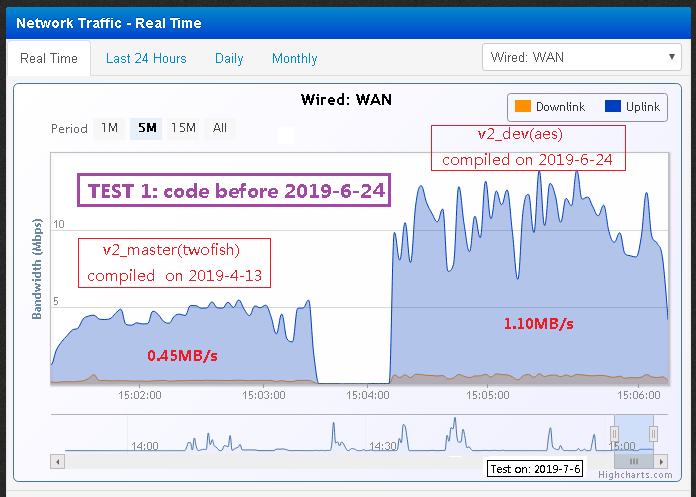 Network Traffic - Real Time
Real Time
Last 24 Hours
Daily
Monthly
Wired: WAN
Wired: WAN
Downlink
Uplink
Period
1M
5M
15M
All
v2_dev(aes)
compiled on 2019-6-24
TEST 1: code before 2019-6-24
v2_master(twofish)
compiled on 2019-4-13
Bandwidth (Mbps)
10
5
1.10MB/s
0.45MB/s
15:02:00
15:03:00
15:04:00
15:05:00
15:06:00
14:00
14:30
15:00
Test on: 2019-7-6
Highcharts.com